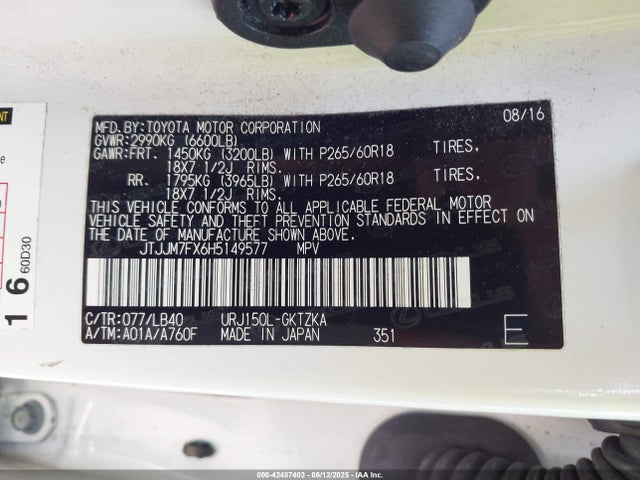 08/16
MFD.BY:TOYOTA MOTOR CORPORATION
GVWR:2990KG (6600LB)
GAWR:FRT. 1450KG (3200LB) WITH P265/60R18 TIRES.
18X7 1/2J RIMS.
RR. 1795KG (3965LB) WITH P265/60R18 TIRES.
18X7 1/2J RIMS.
THIS VEHICLE CONFORMS TO ALL APPLICABLE FEDERAL MOTOR
VEHICLE SAFETY AND THEFT PREVENTION STANDARDS IN EFFECT ON
THE DATE OF MANUFACTURE SHOWN ABOVE.
JTJJM7FX6H5149577 MPV
C/TR:077/LB40 URJ150L-GKTZKA
A/TM:A01A/A760F MADE IN JAPAN 351
E
16
60D30
000-42487403 - 06/12/2025 - IAA Inc.